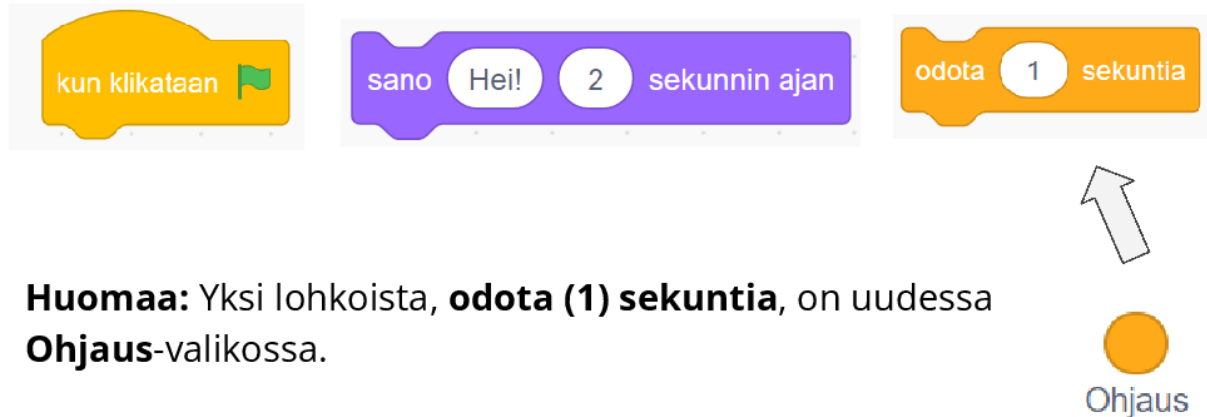 kun klikataan
sano Hei! 2 sekunnin ajan
odota 1 sekuntia
Huomaa: Yksi lohkoista, odota (1) sekuntia, on uudessa
Ohjaus-valikossa.
Ohjaus